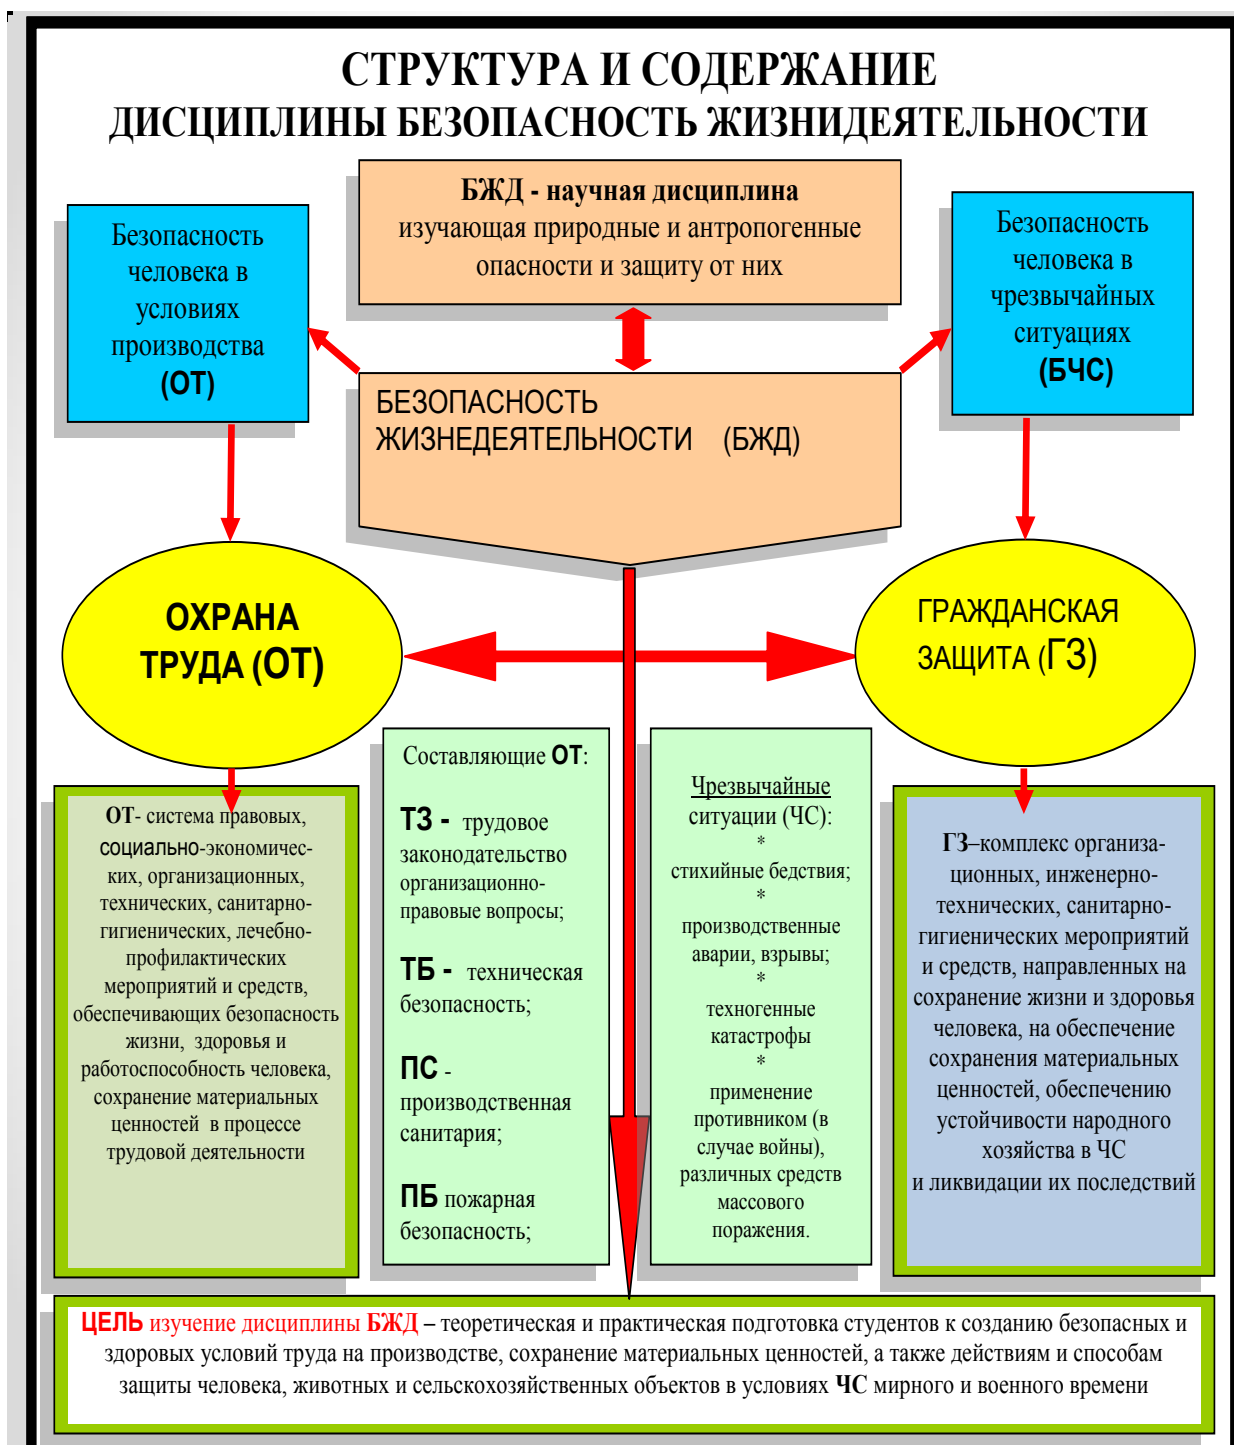 СТРУКТУРА И СОДЕРЖАНИЕ
ДИСЦИПЛИНЫ БЕЗОПАСНОСТЬ ЖИЗНИДЕЯТЕЛЬНОСТИ
БЖД - научная дисциплина
изучающая природные и антропогенные
опасности и защиту от них
Безопасность
человека в
условиях
производства
(ОТ)
Безопасность
человека в
чрезвычайных
ситуациях
(БЧС)
БЕЗОПАСНОСТЬ
ЖИЗНЕДЕЯТЕЛЬНОСТИ (БЖД)
ОХРАНА
ТРУДА (ОТ)
ГРАЖДАНСКАЯ
ЗАЩИТА (ГЗ)
ОТ- система правовых,
социально-экономичес-
ких, организационных,
технических, санитарно-
гигиенических, лечебно-
профилактических
мероприятий и средств,
обеспечивающих безопасность
жизни, здоровья и
работоспособность человека,
сохранение материальных
ценностей в процессе
трудовой деятельности
Составляющие ОТ:
ТЗ - трудовое
законодательство
организационно-
правовые вопросы;
ТБ - техническая
безопасность;
ПС -
производственная
санитария;
ПБ пожарная
безопасность;
Чрезвычайные
ситуации (ЧС):
*
стихийные бедствия;
*
производственные
аварии, взрывы;
*
техногенные
катастрофы
*
применение
противником (в
случае войны),
различных средств
массового
поражения.
ГЗ–комплекс организа-
ционных, инженерно-
технических, санитарно-
гигиенических мероприятий
и средств, направленных на
сохранение жизни и здоровья
человека, на обеспечение
сохранения материальных
ценностей, обеспечению
устойчивости народного
хозяйства в ЧС
и ликвидации их последствий
ЦЕЛЬ изучение дисциплины БЖД – теоретическая и практическая подготовка студентов к созданию безопасных и
здоровых условий труда на производстве, сохранение материальных ценностей, а также действиям и способам
защиты человека, животных и сельскохозяйственных объектов в условиях ЧС мирного и военного времени